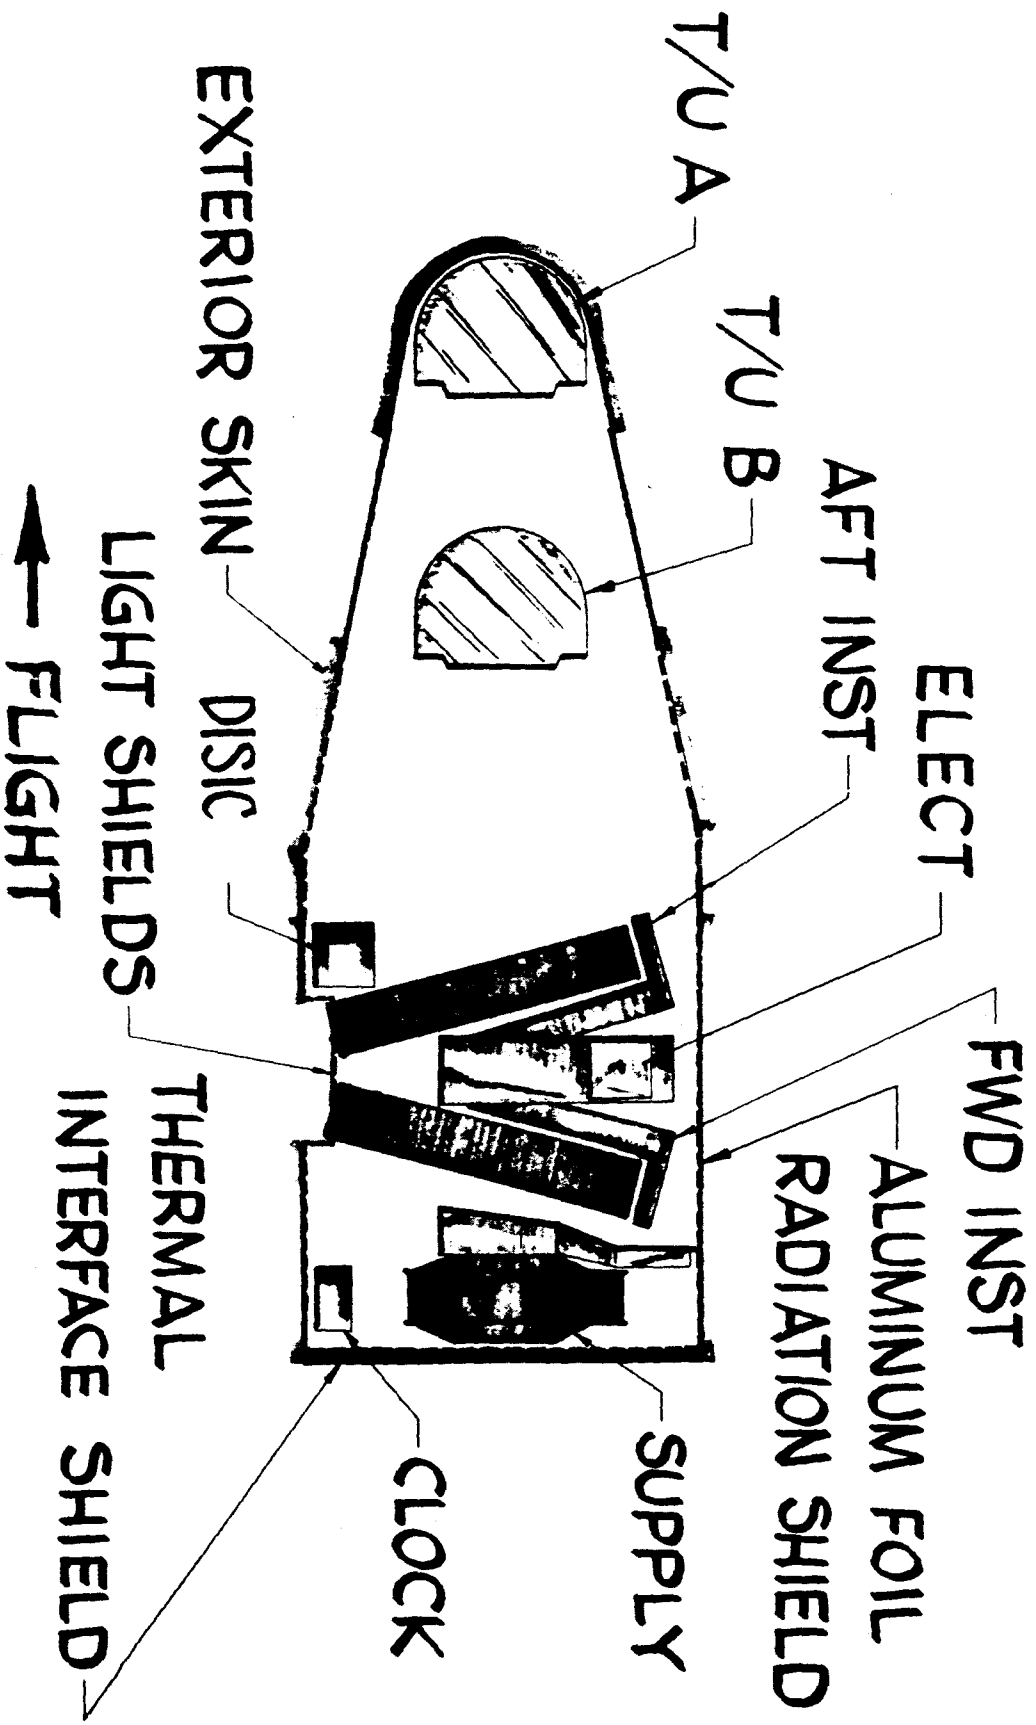 T/U A
T/U B
AFT INST
ELECT
FWD INST
ALUMINUM FOIL
RADIATION SHIELD
SUPPLY
CLOCK
THERMAL
INTERFACE SHIELD
EXTERIOR SKIN
DISIC
LIGHT SHIELDS
FLIGHT